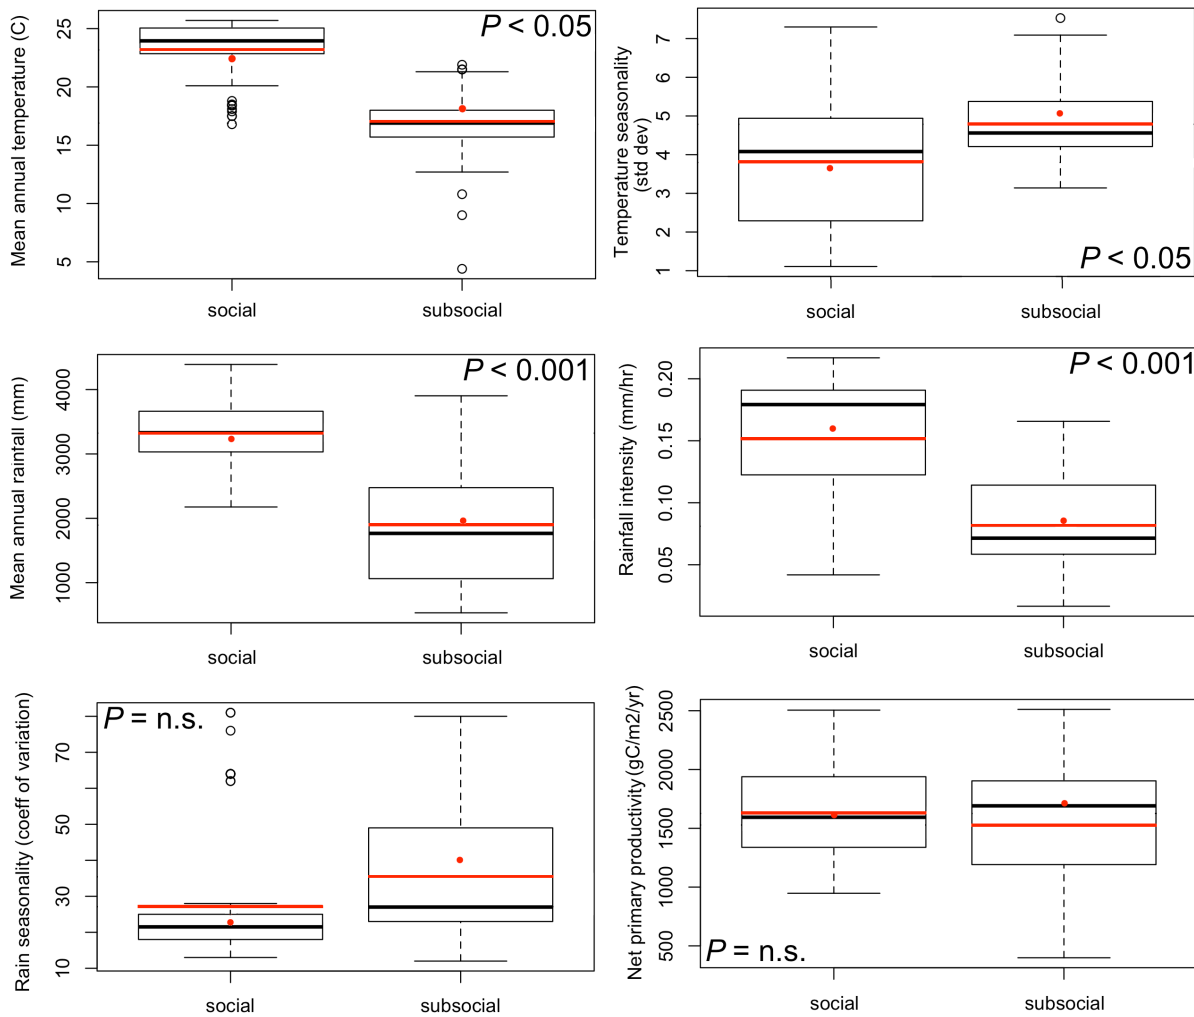 Mean annual temperature (C)
25
20
15
10
5
P < 0.05
social
subsocial
Temperature seasonality
(std dev)
7
6
5
4
3
2
1
P < 0.05
social
subsocial
Mean annual rainfall (mm)
4000
3000
2000
1000
P < 0.001
social
subsocial
Rainfall intensity (mm/hr)
0.20
0.15
0.10
0.05
P < 0.001
social
subsocial
Rain seasonality (coeff of variation)
70
50
30
10
P = n.s.
social
subsocial
Net primary productivity (gC/m2/yr)
2500
2000
1500
1000
500
P = n.s.
social
subsocial